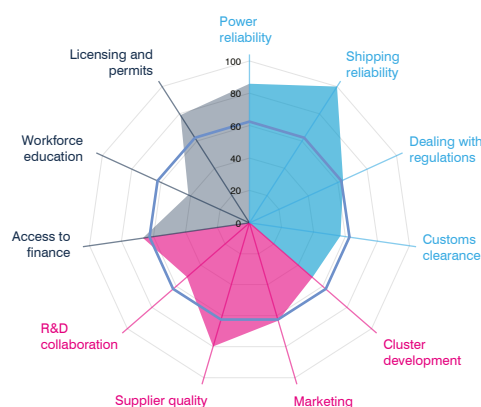 Power
reliability
Shipping
reliability
Dealing with
regulations
Customs
clearance
Cluster
development
Marketing
Supplier quality
R&D
collaboration
Access to
finance
Workforce
education
Licensing and
permits
100
80
60
40
20
0